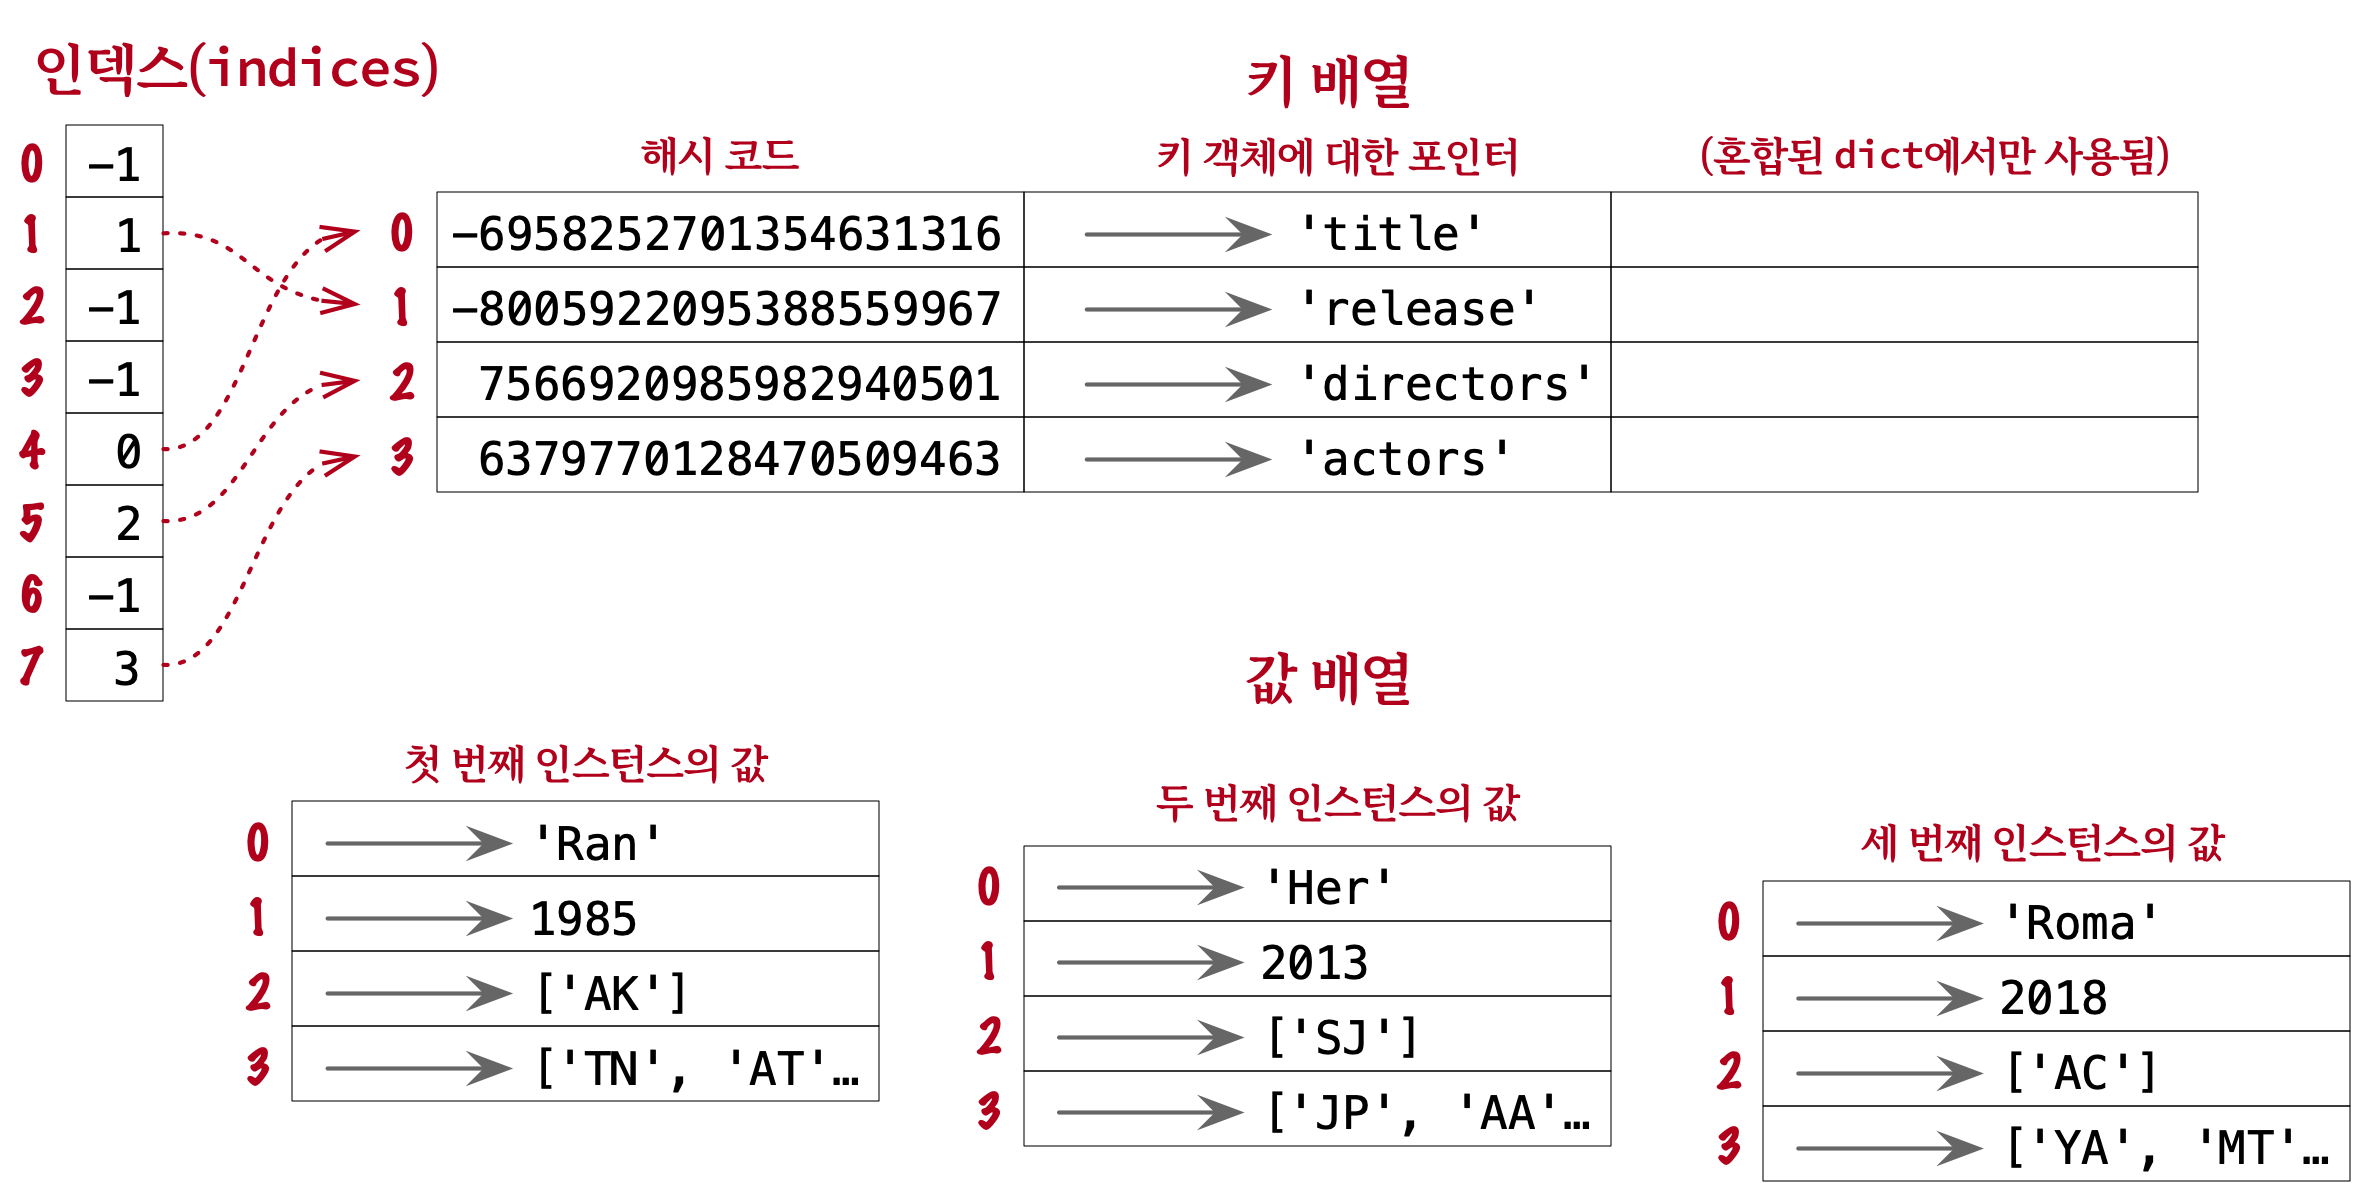 인덱스(indices)
0 -1
1 1
2 -1
3 -1
4 0
5 2
6 -1
7 3
키 배열
해시 코드 키 객체에 대한 포인터 (혼합된 dict에서만 사용됨)
0 -6958252701354631316 'title'
1 -8005922095388559967 'release'
2 7566920985982940501 'directors'
3 6379770128470509463 'actors'
값 배열
첫 번째 인스턴스의 값
0 'Ran'
1 1985
2 ['AK']
3 ['TN', 'AT'…
두 번째 인스턴스의 값
0 'Her'
1 2013
2 ['SJ']
3 ['JP', 'AA'…
세 번째 인스턴스의 값
0 'Roma'
1 2018
2 ['AC']
3 ['YA', 'MT'…